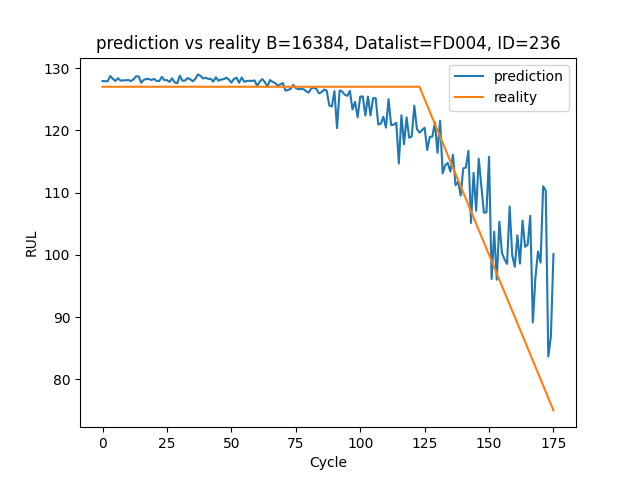 prediction vs reality B=16384, Datalist=FD004, ID=236
prediction
reality
RUL
130
120
110
100
90
80
0 25 50 75 100 125 150 175
Cycle